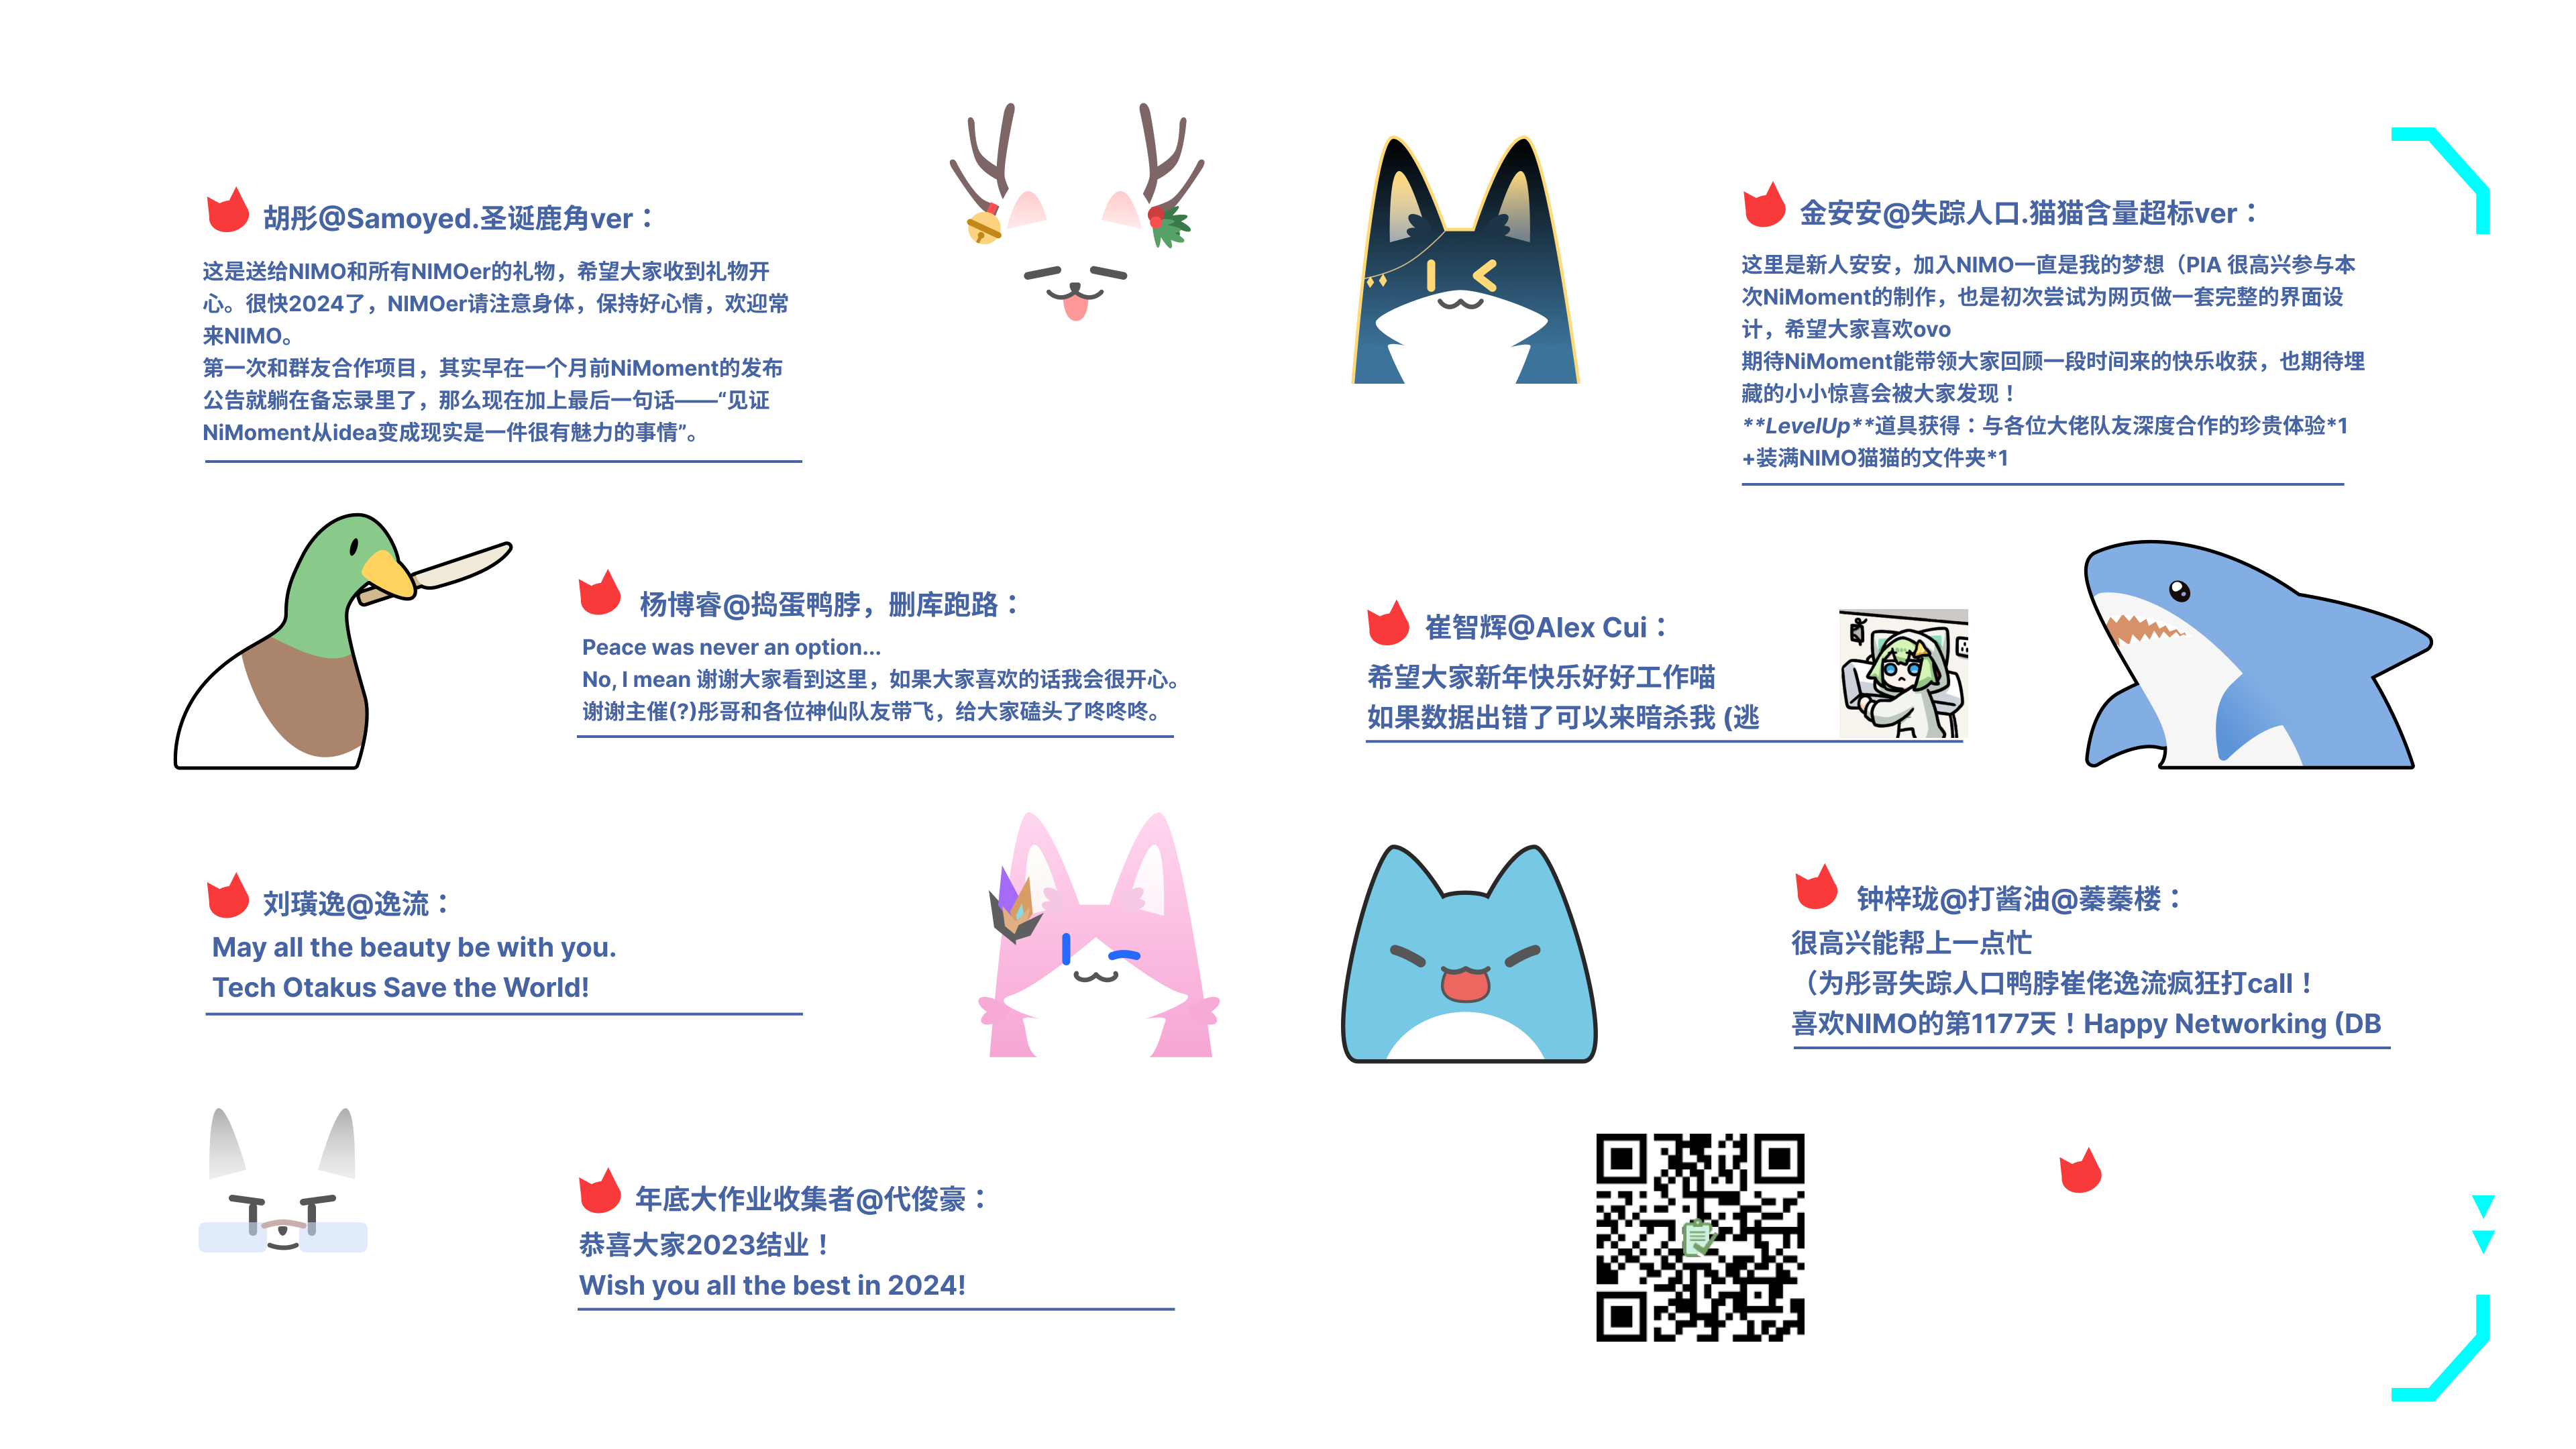 胡彤@Samoyed.圣诞鹿角ver：
这是送给NIMO和所有NIMOer的礼物，希望大家收到礼物开
心。很快2024了，NIMOer请注意身体，保持好心情，欢迎常
来NIMO。
第一次和群友合作项目，其实早在一个月前NiMoment的发布
公告就躺在备忘录里了，那么现在加上最后一句话——“见证
NiMoment从idea变成现实是一件很有魅力的事情”。
金安安@失踪人口.猫猫含量超标ver：
这里是新人安安，加入NIMO一直是我的梦想（PIA 很高兴参与本
次NiMoment的制作，也是初次尝试为网页做一套完整的界面设
计，希望大家喜欢ovo
期待NiMoment能带领大家回顾一段时间来的快乐收获，也期待埋
藏的小小惊喜会被大家发现！
**LevelUp**道具获得：与各位大佬队友深度合作的珍贵体验*1
+装满NIMO猫猫的文件夹*1
杨博睿@捣蛋鸭脖，删库跑路：
Peace was never an option...
No, I mean 谢谢大家看到这里，如果大家喜欢的话我会很开心。
谢谢主催(?)彤哥和各位神仙队友带飞，给大家磕头了咚咚咚。
崔智辉@Alex Cui：
希望大家新年快乐好好工作喵
如果数据出错了可以来暗杀我 (逃
刘璜逸@逸流：
May all the beauty be with you.
Tech Otakus Save the World!
钟梓珑@打酱油@蓁蓁楼：
很高兴能帮上一点忙
（为彤哥失踪人口鸭脖崔佬逸流疯狂打call！
喜欢NIMO的第1177天！Happy Networking (DB
年底大作业收集者@代俊豪：
恭喜大家2023结业！
Wish you all the best in 2024!